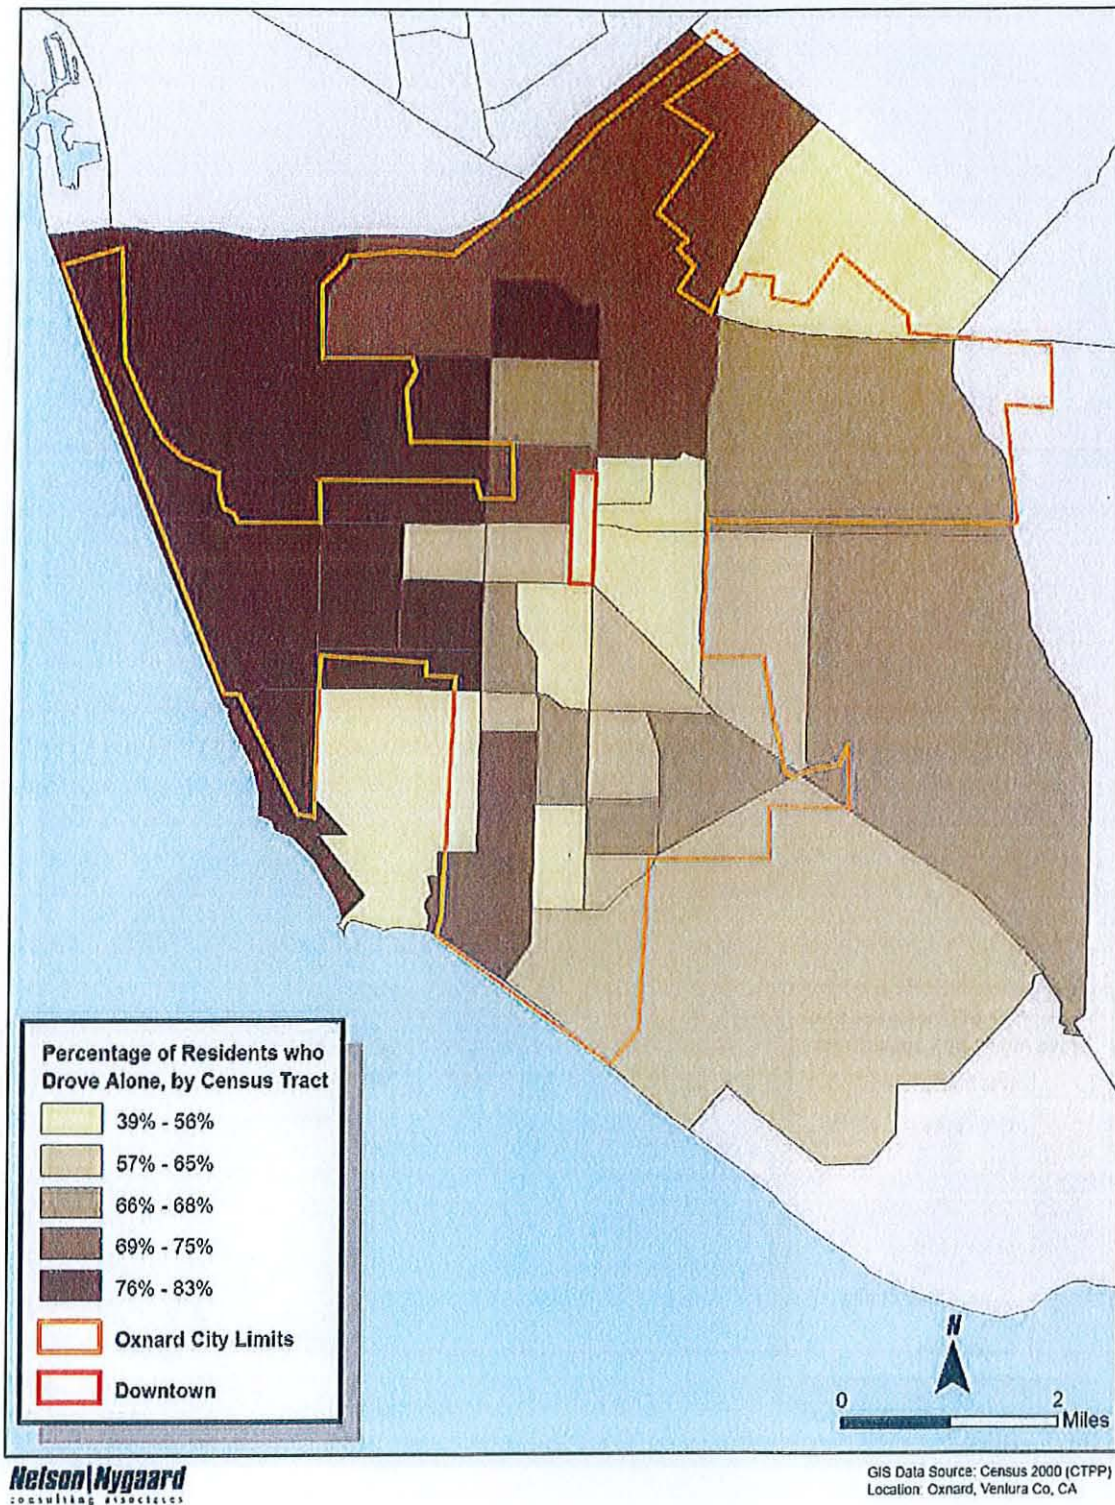 Percentage of Residents who
Drove Alone, by Census Tract
39% - 56%
57% - 65%
66% - 68%
69% - 75%
76% - 83%
Oxnard City Limits
Downtown
N
0
2
Miles
Nelson|Nygaard
consulting associates
GIS Data Source: Census 2000 (CTPP)
Location: Oxnard, Ventura Co, CA